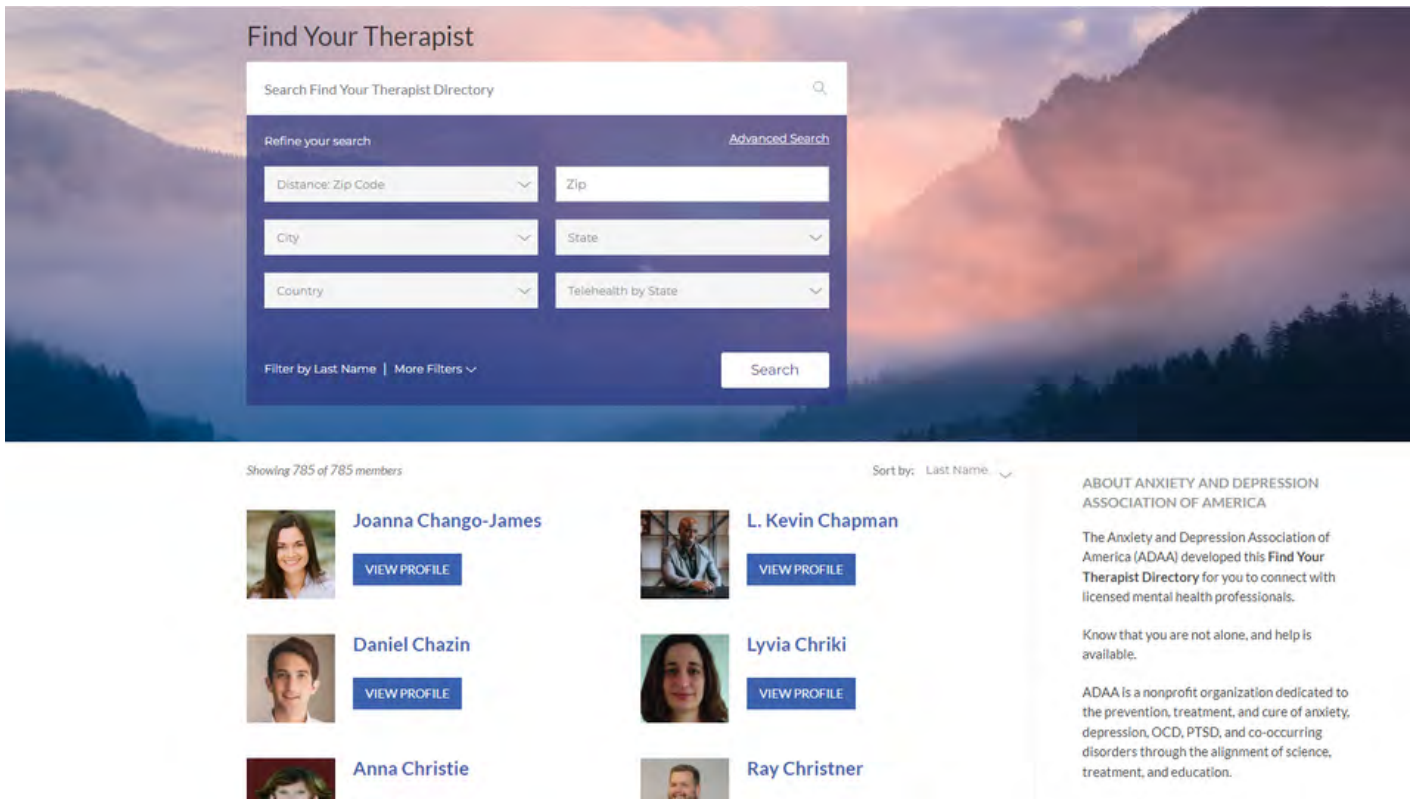 Find Your Therapist
Search Find Your Therapist Directory
Refine your search
Advanced Search
Distance: Zip Code
Zip
City
State
Country
Telehealth by State
Filter by Last Name | More Filters
Search
Showing 785 of 785 members
Sort by: Last Name
Joanna Chango-James
VIEW PROFILE
L. Kevin Chapman
VIEW PROFILE
Daniel Chazin
VIEW PROFILE
Lyvia Chriki
VIEW PROFILE
Anna Christie
Ray Christner
ABOUT ANXIETY AND DEPRESSION
ASSOCIATION OF AMERICA
The Anxiety and Depression Association of
America (ADAA) developed this Find Your
Therapist Directory for you to connect with
licensed mental health professionals.
Know that you are not alone, and help is
available.
ADAA is a nonprofit organization dedicated to
the prevention, treatment, and cure of anxiety,
depression, OCD, PTSD, and co-occurring
disorders through the alignment of science,
treatment, and education.